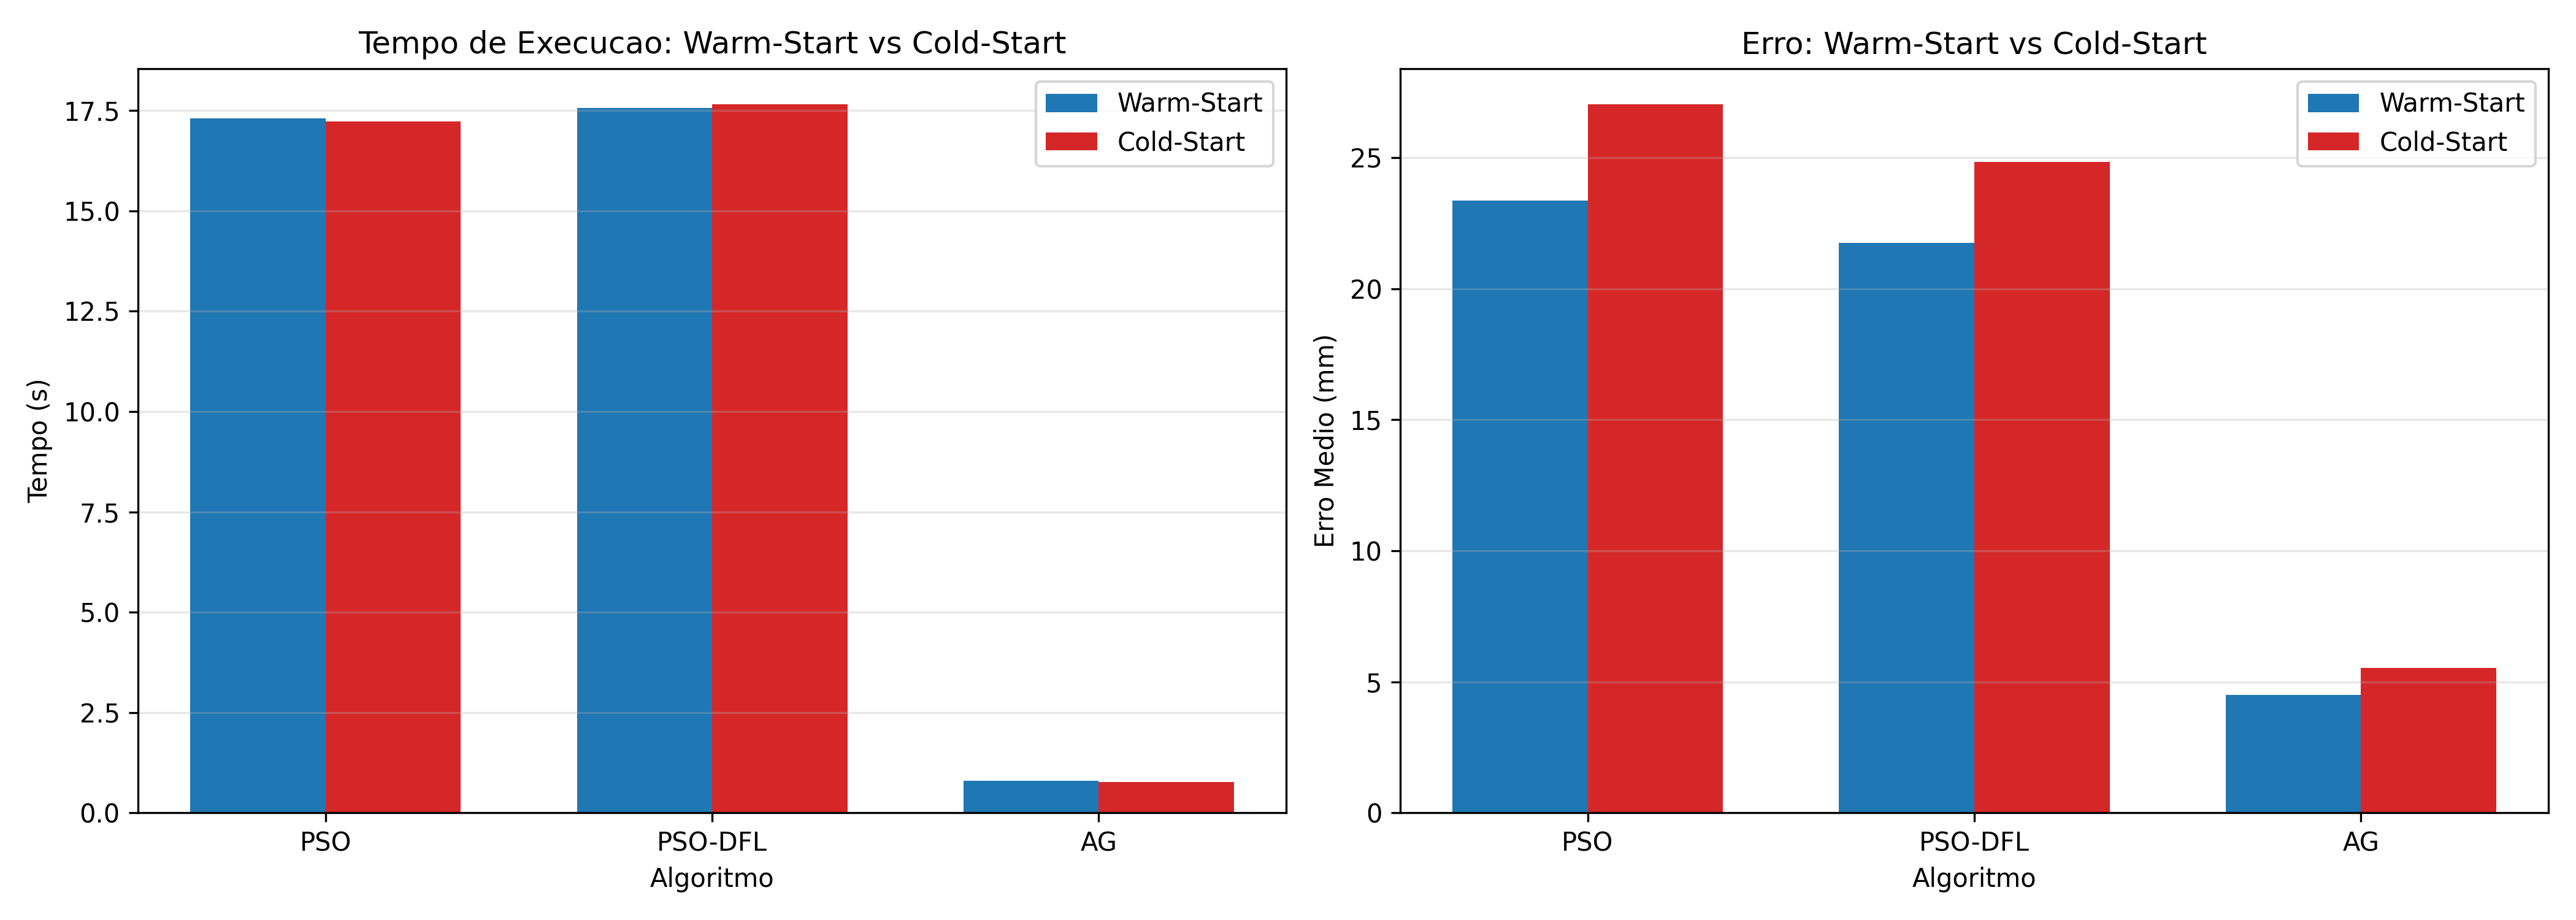 Tempo de Execucao: Warm-Start vs Cold-Start
Warm-Start
Cold-Start
Tempo (s)
17.5
15.0
12.5
10.0
7.5
5.0
2.5
0.0
PSO
PSO-DFL
AG
Algoritmo
Erro: Warm-Start vs Cold-Start
Warm-Start
Cold-Start
Erro Medio (mm)
25
20
15
10
5
0
PSO
PSO-DFL
AG
Algoritmo